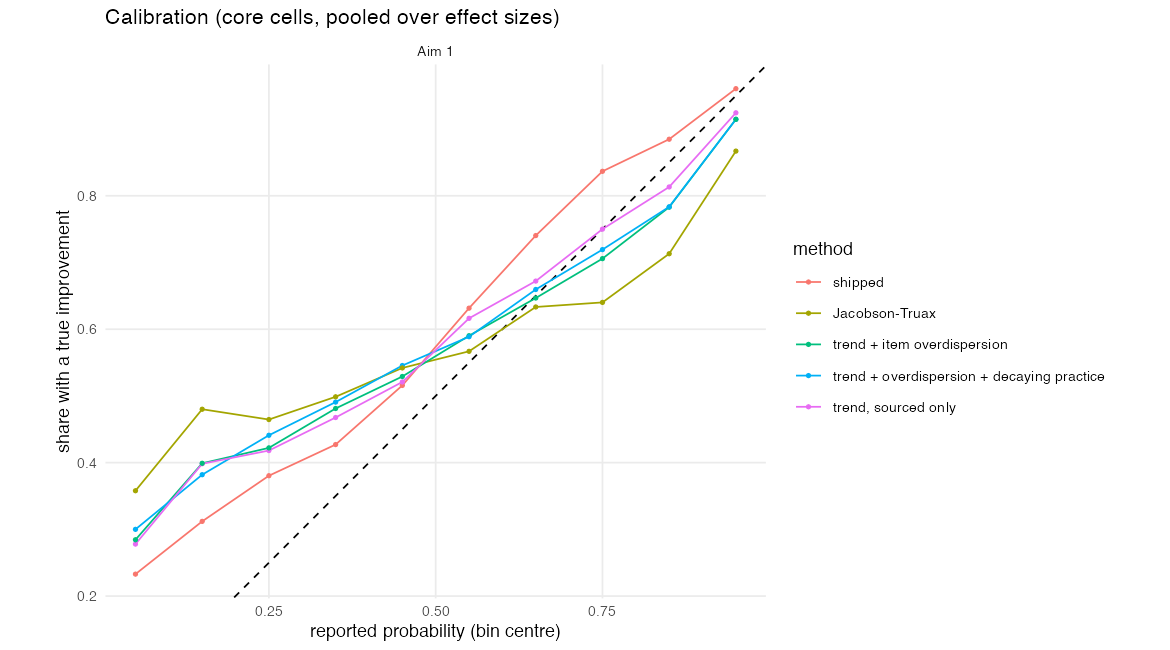 Calibration (core cells, pooled over effect sizes)
Aim 1
share with a true improvement
0.8
0.6
0.4
0.2
0.25
0.50
0.75
reported probability (bin centre)
method
shipped
Jacobson-Truax
trend + item overdispersion
trend + overdispersion + decaying practice
trend, sourced only